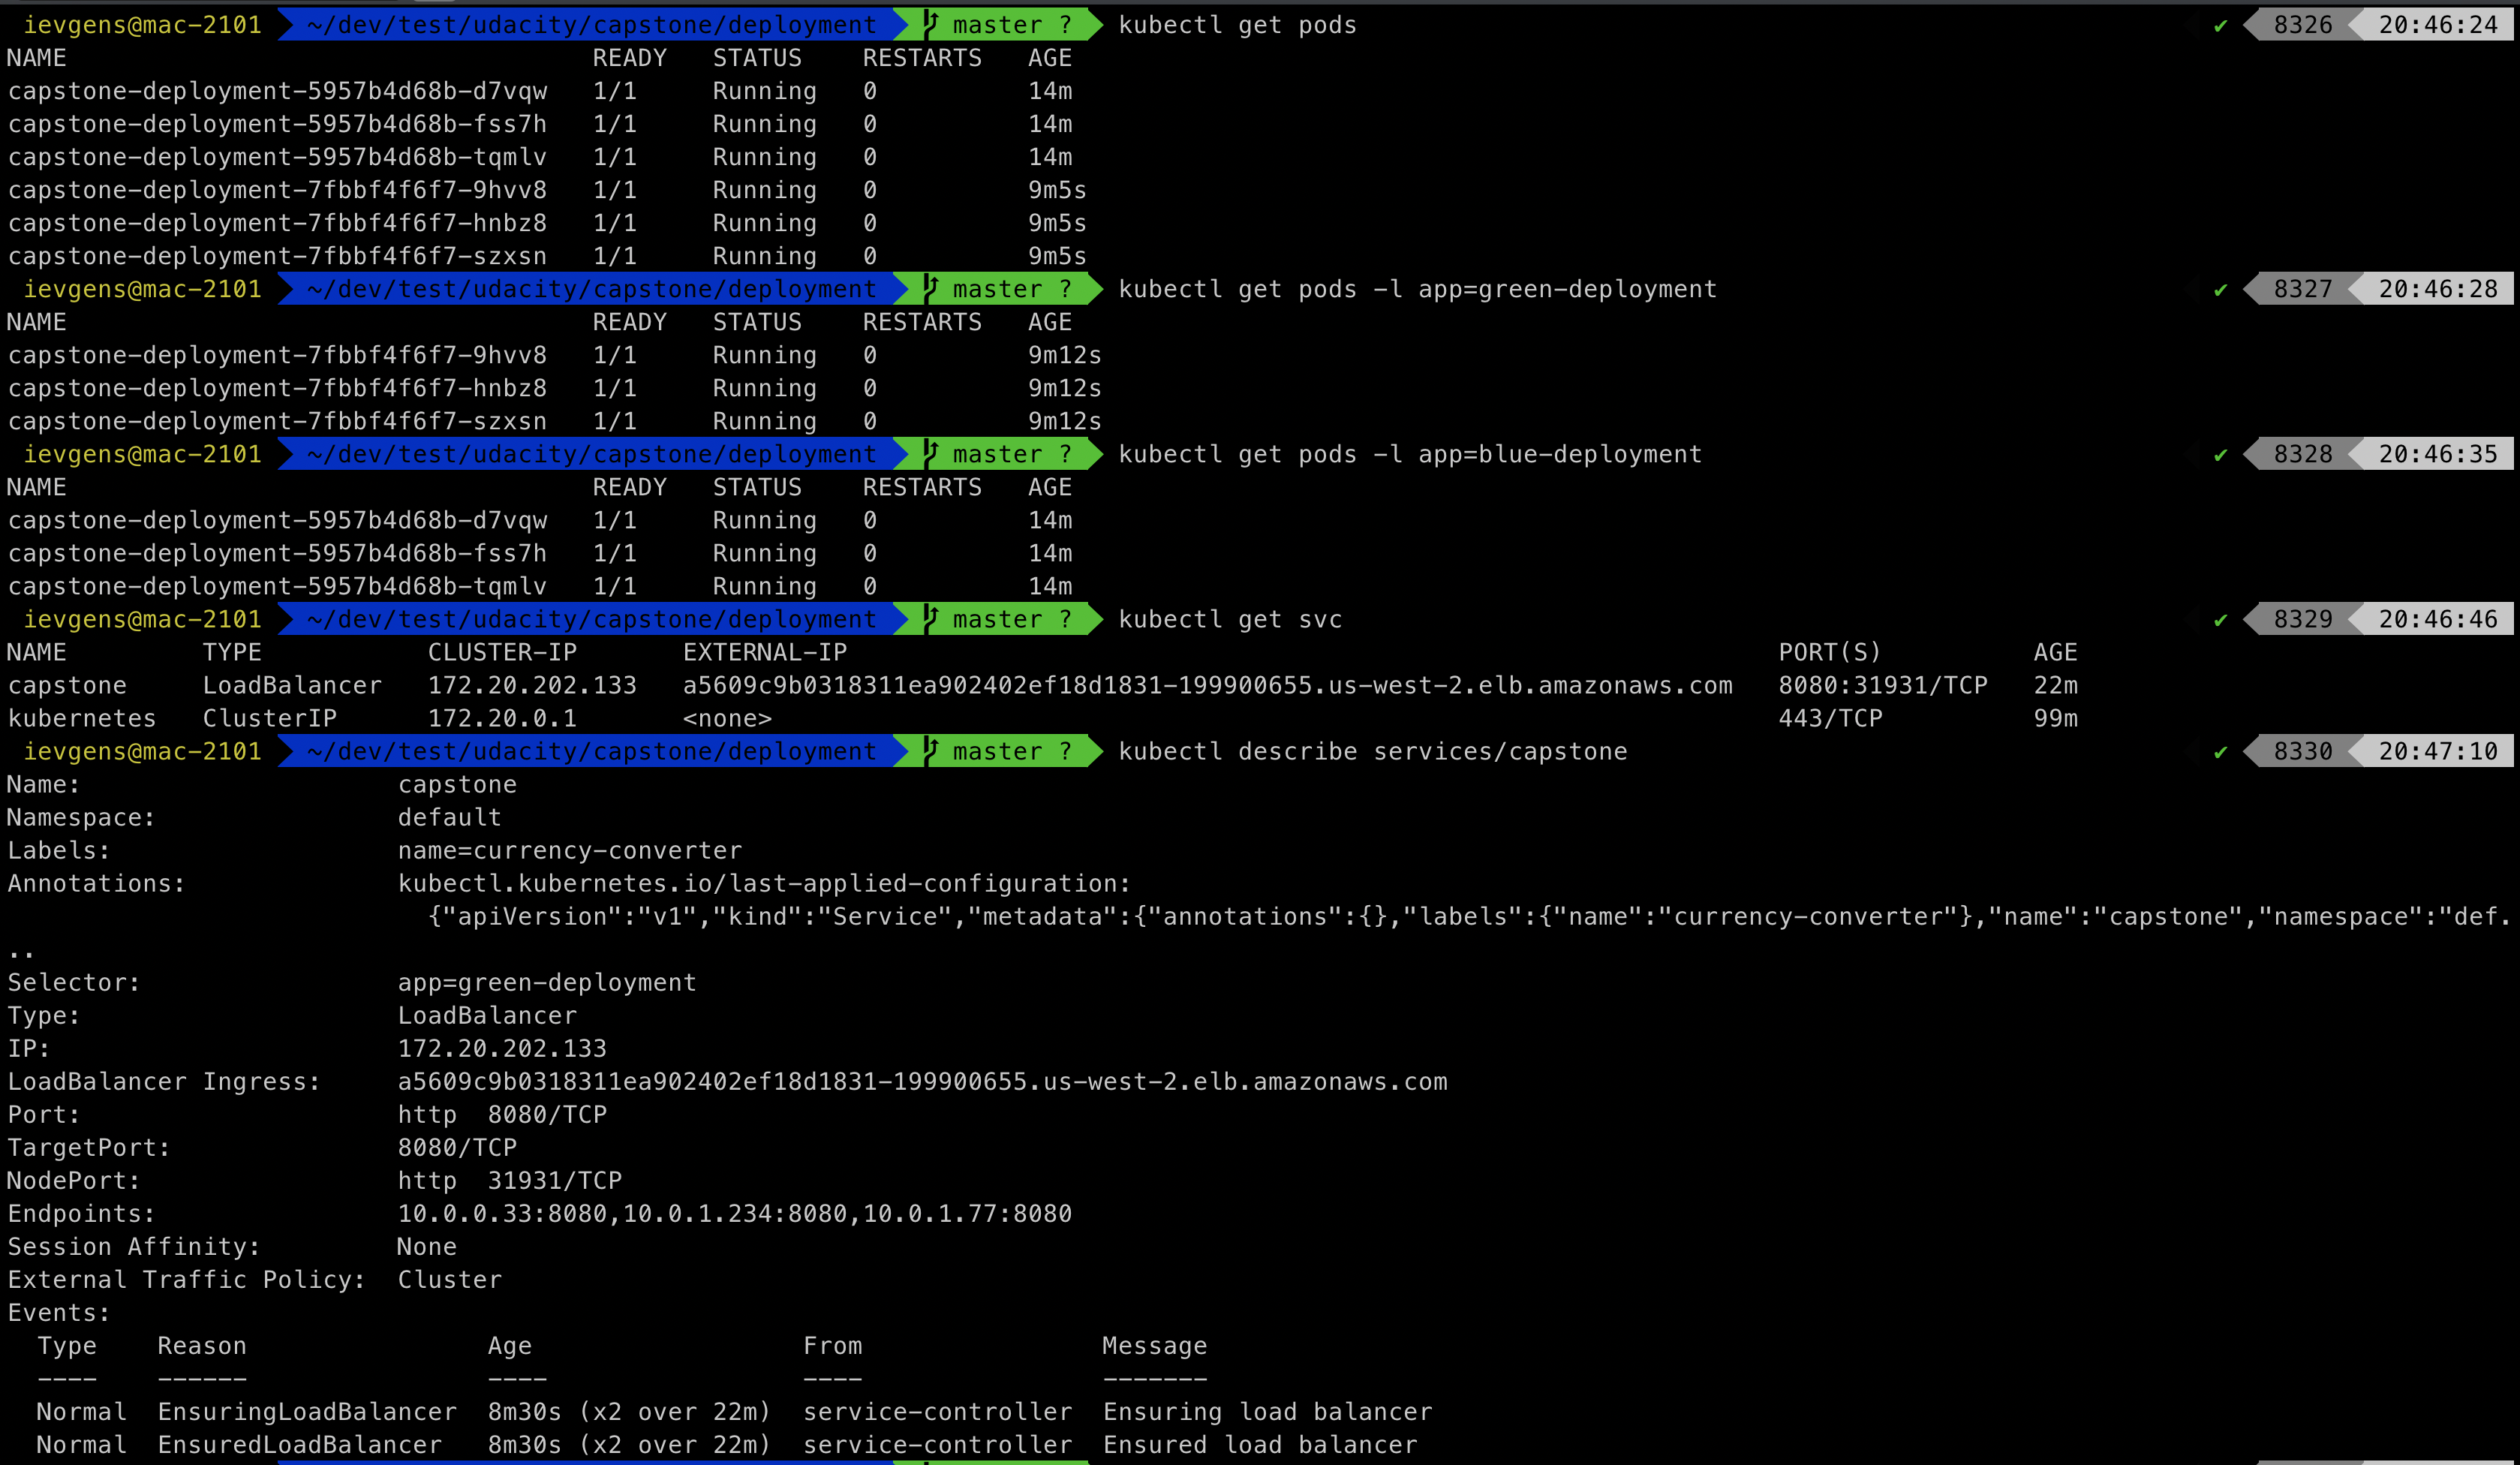 ievgens@mac-2101 ~/dev/test/udacity/capstone/deployment master ? kubectl get pods ✔ 8326 20:46:24
NAME READY STATUS RESTARTS AGE
capstone-deployment-5957b4d68b-d7vqw 1/1 Running 0 14m
capstone-deployment-5957b4d68b-fss7h 1/1 Running 0 14m
capstone-deployment-5957b4d68b-tqmlv 1/1 Running 0 14m
capstone-deployment-7fbbf4f6f7-9hvv8 1/1 Running 0 9m5s
capstone-deployment-7fbbf4f6f7-hnbz8 1/1 Running 0 9m5s
capstone-deployment-7fbbf4f6f7-szxsn 1/1 Running 0 9m5s
ievgens@mac-2101 ~/dev/test/udacity/capstone/deployment master ? kubectl get pods -l app=green-deployment ✔ 8327 20:46:28
NAME READY STATUS RESTARTS AGE
capstone-deployment-7fbbf4f6f7-9hvv8 1/1 Running 0 9m12s
capstone-deployment-7fbbf4f6f7-hnbz8 1/1 Running 0 9m12s
capstone-deployment-7fbbf4f6f7-szxsn 1/1 Running 0 9m12s
ievgens@mac-2101 ~/dev/test/udacity/capstone/deployment master ? kubectl get pods -l app=blue-deployment ✔ 8328 20:46:35
NAME READY STATUS RESTARTS AGE
capstone-deployment-5957b4d68b-d7vqw 1/1 Running 0 14m
capstone-deployment-5957b4d68b-fss7h 1/1 Running 0 14m
capstone-deployment-5957b4d68b-tqmlv 1/1 Running 0 14m
ievgens@mac-2101 ~/dev/test/udacity/capstone/deployment master ? kubectl get svc ✔ 8329 20:46:46
NAME TYPE CLUSTER-IP EXTERNAL-IP PORT(S) AGE
capstone LoadBalancer 172.20.202.133 a5609c9b0318311ea902402ef18d1831-199900655.us-west-2.elb.amazonaws.com 8080:31931/TCP 22m
kubernetes ClusterIP 172.20.0.1 <none> 443/TCP 99m
ievgens@mac-2101 ~/dev/test/udacity/capstone/deployment master ? kubectl describe services/capstone ✔ 8330 20:47:10
Name: capstone
Namespace: default
Labels: name=currency-converter
Annotations: kubectl.kubernetes.io/last-applied-configuration:
{"apiVersion":"v1","kind":"Service","metadata":{"annotations":{},"labels":{"name":"currency-converter"},"name":"capstone","namespace":"def.
..
Selector: app=green-deployment
Type: LoadBalancer
IP: 172.20.202.133
LoadBalancer Ingress: a5609c9b0318311ea902402ef18d1831-199900655.us-west-2.elb.amazonaws.com
Port: http 8080/TCP
TargetPort: 8080/TCP
NodePort: http 31931/TCP
Endpoints: 10.0.0.33:8080,10.0.1.234:8080,10.0.1.77:8080
Session Affinity: None
External Traffic Policy: Cluster
Events:
Type Reason Age From Message
---- ------ ---- ---- -------
Normal EnsuringLoadBalancer 8m30s (x2 over 22m) service-controller Ensuring load balancer
Normal EnsuredLoadBalancer 8m30s (x2 over 22m) service-controller Ensured load balancer